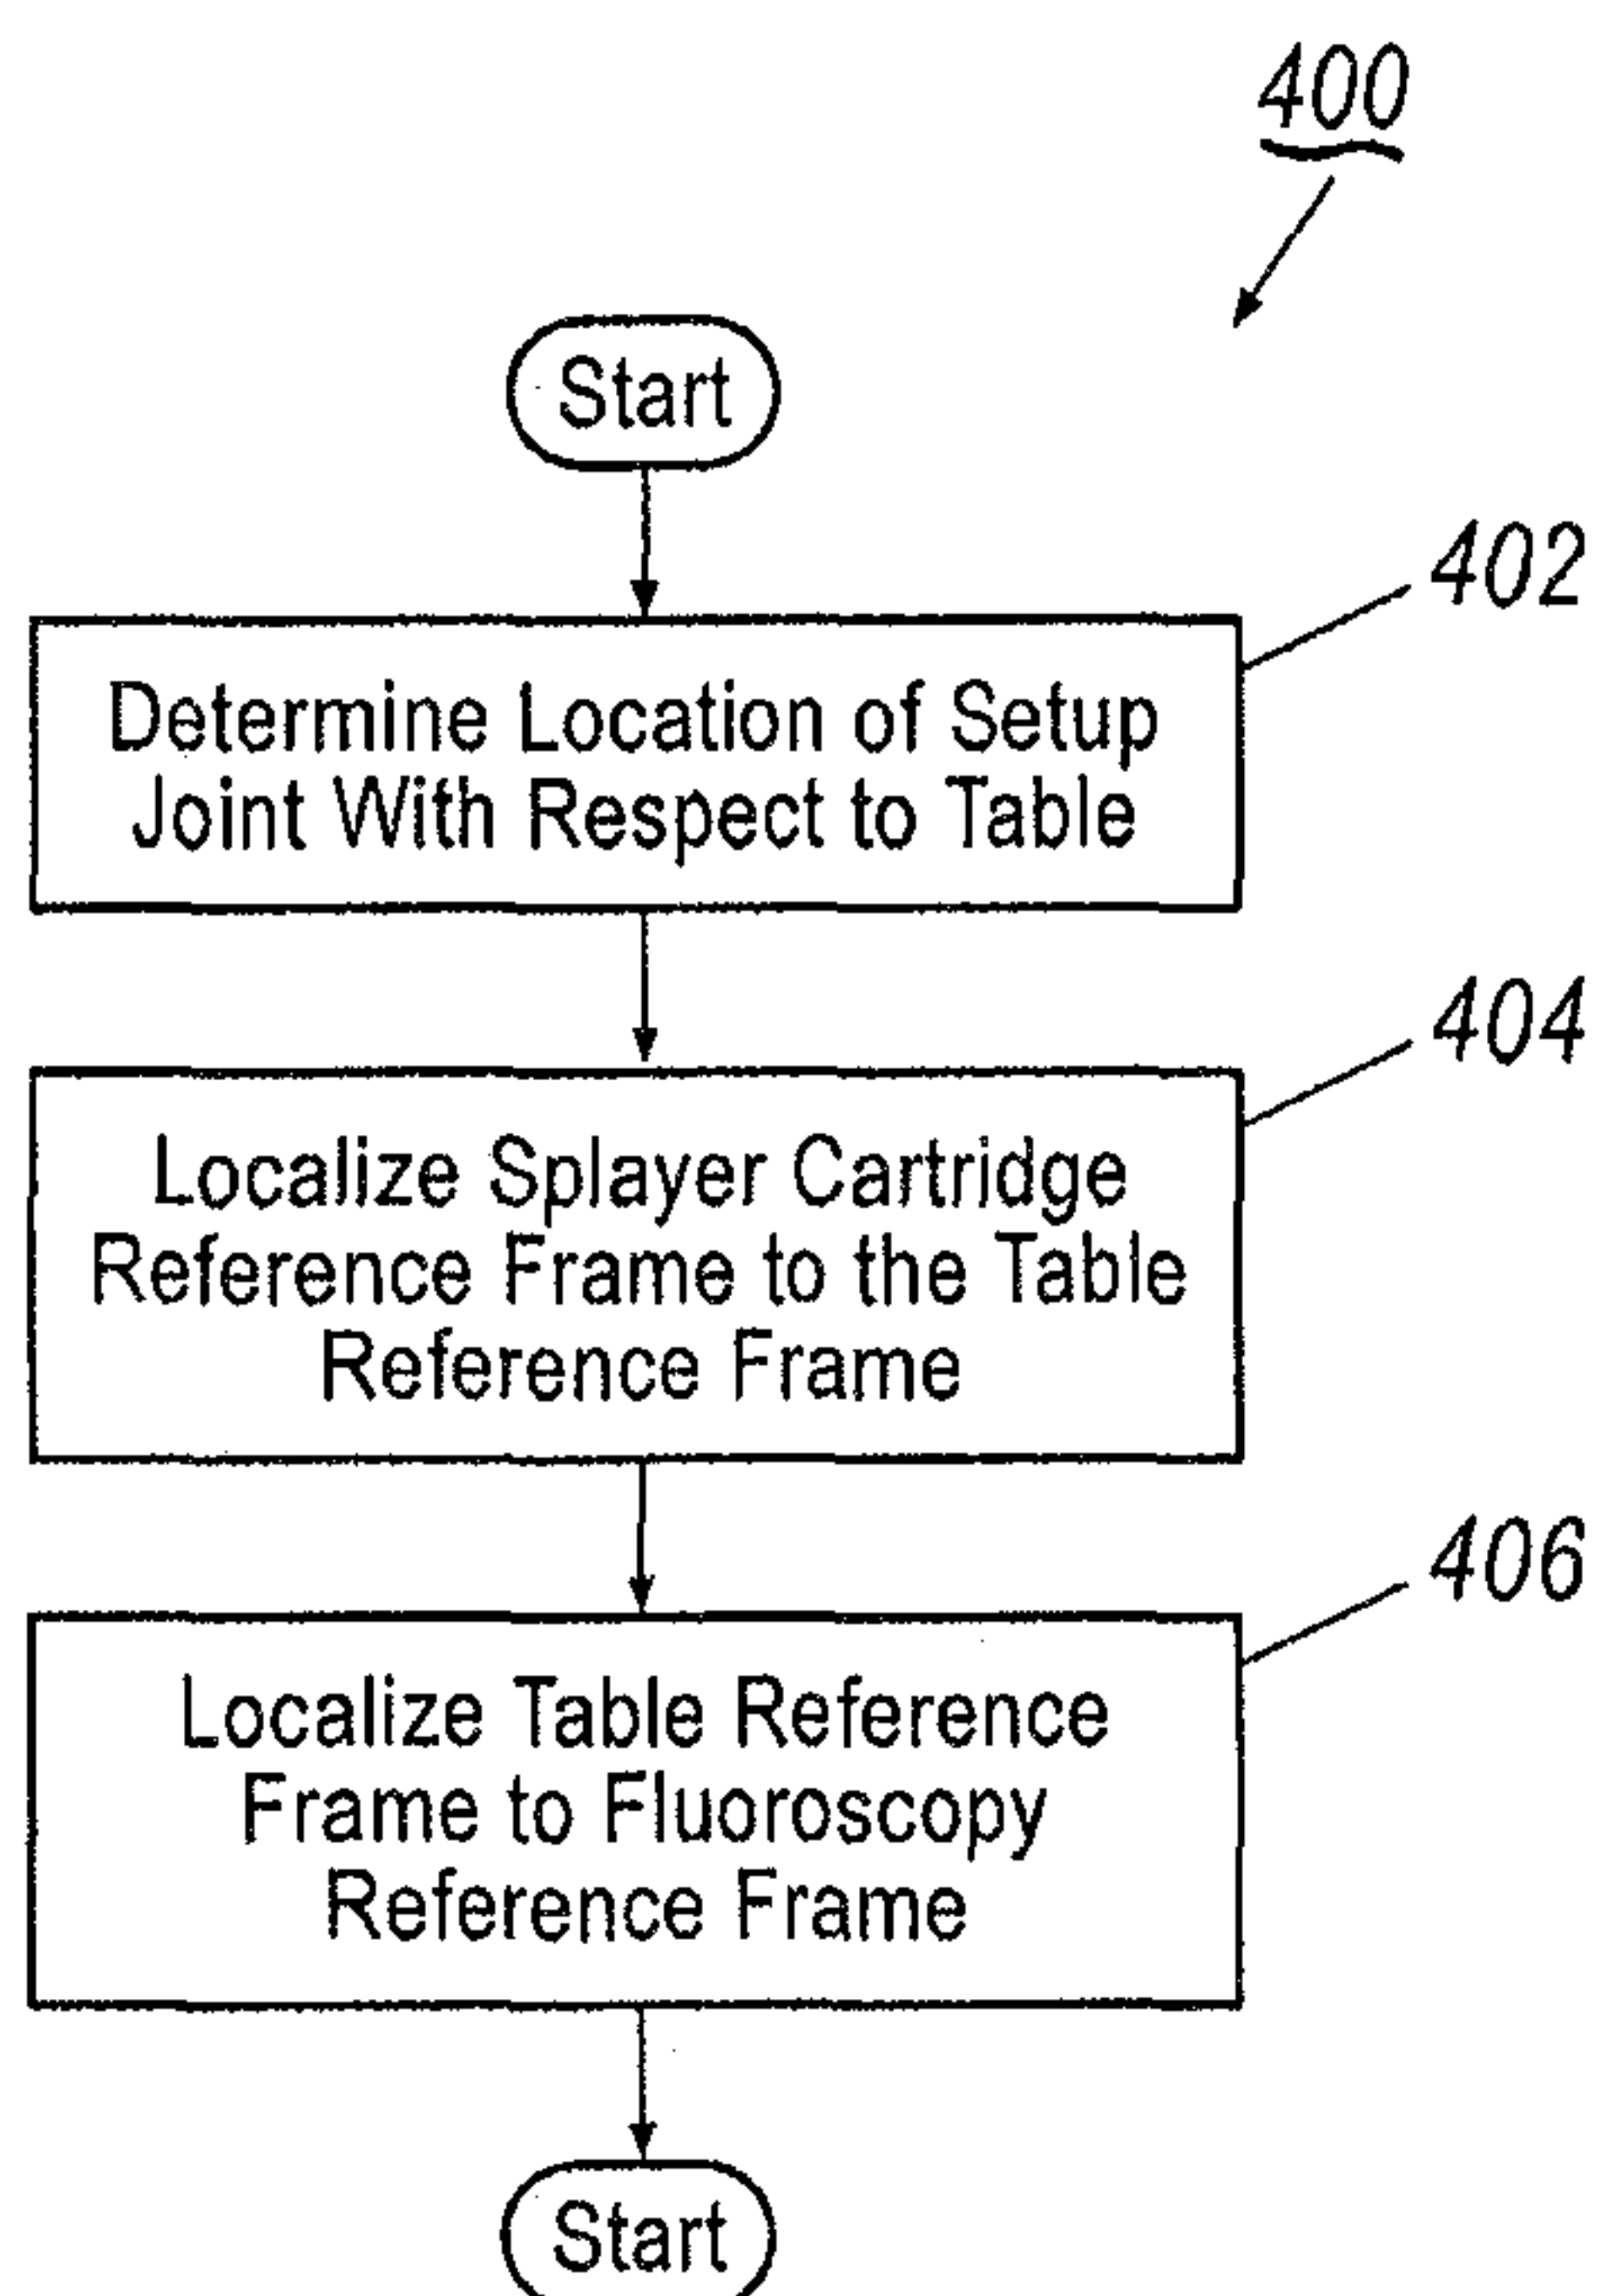 400
Start
402
Determine Location of Setup
Joint With Respect to Table
404
Localize Splayer Cartridge
Reference Frame to the Table
Reference Frame
406
Localize Table Reference
Frame to Fluoroscopy
Reference Frame
Start